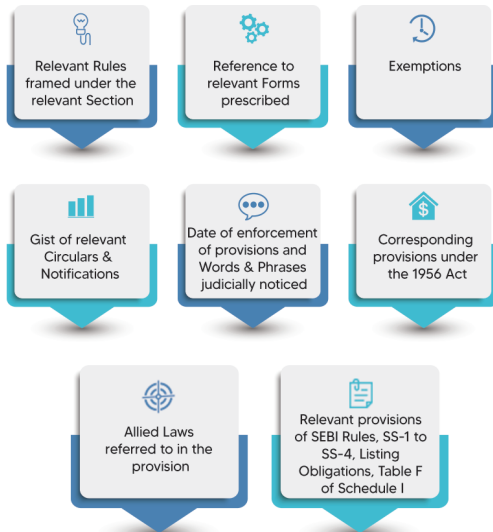 Relevant Rules
framed under the
relevant Section
Reference to
relevant Forms
prescribed
Exemptions
Gist of relevant
Circulars &
Notifications
Date of enforcement
of provisions and
Words & Phrases
judicially noticed
$
Corresponding
provisions under
the 1956 Act
Allied Laws
referred to in the
provision
Relevant provisions
of SEBI Rules, SS-1 to
SS-4, Listing
Obligations, Table F
of Schedule I